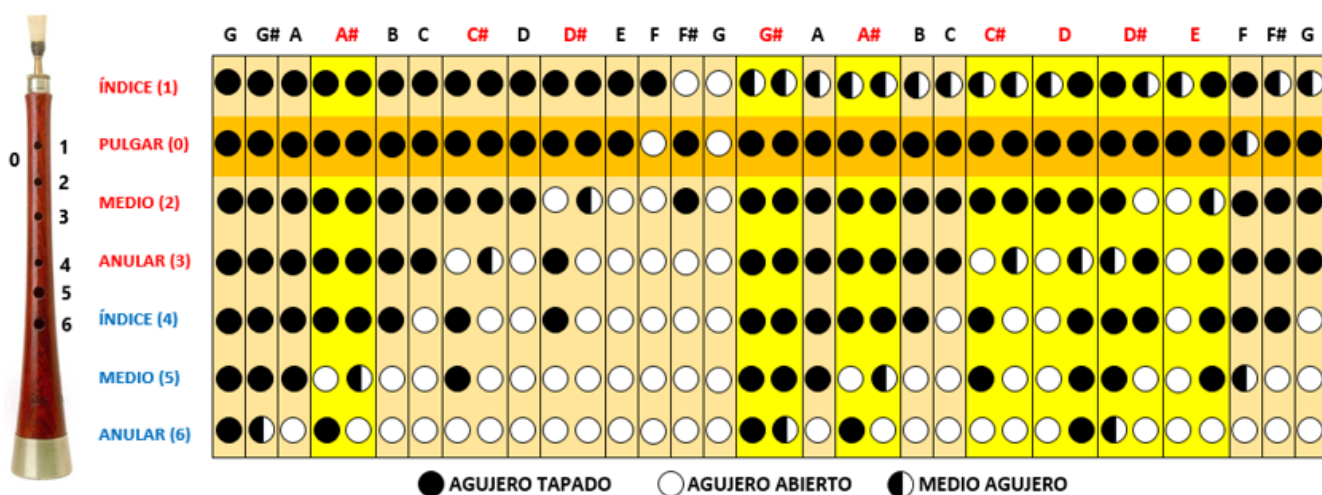 G G# A A# B C C# D D# E F F# G G# A A# B C C# D D# E F F# G
ÍNDICE (1)
PULGAR (0)
MEDIO (2)
ANULAR (3)
ÍNDICE (4)
MEDIO (5)
ANULAR (6)
0
1
2
3
4
5
6
AGUJERO TAPADO AGUJERO ABIERTO MEDIO AGUJERO